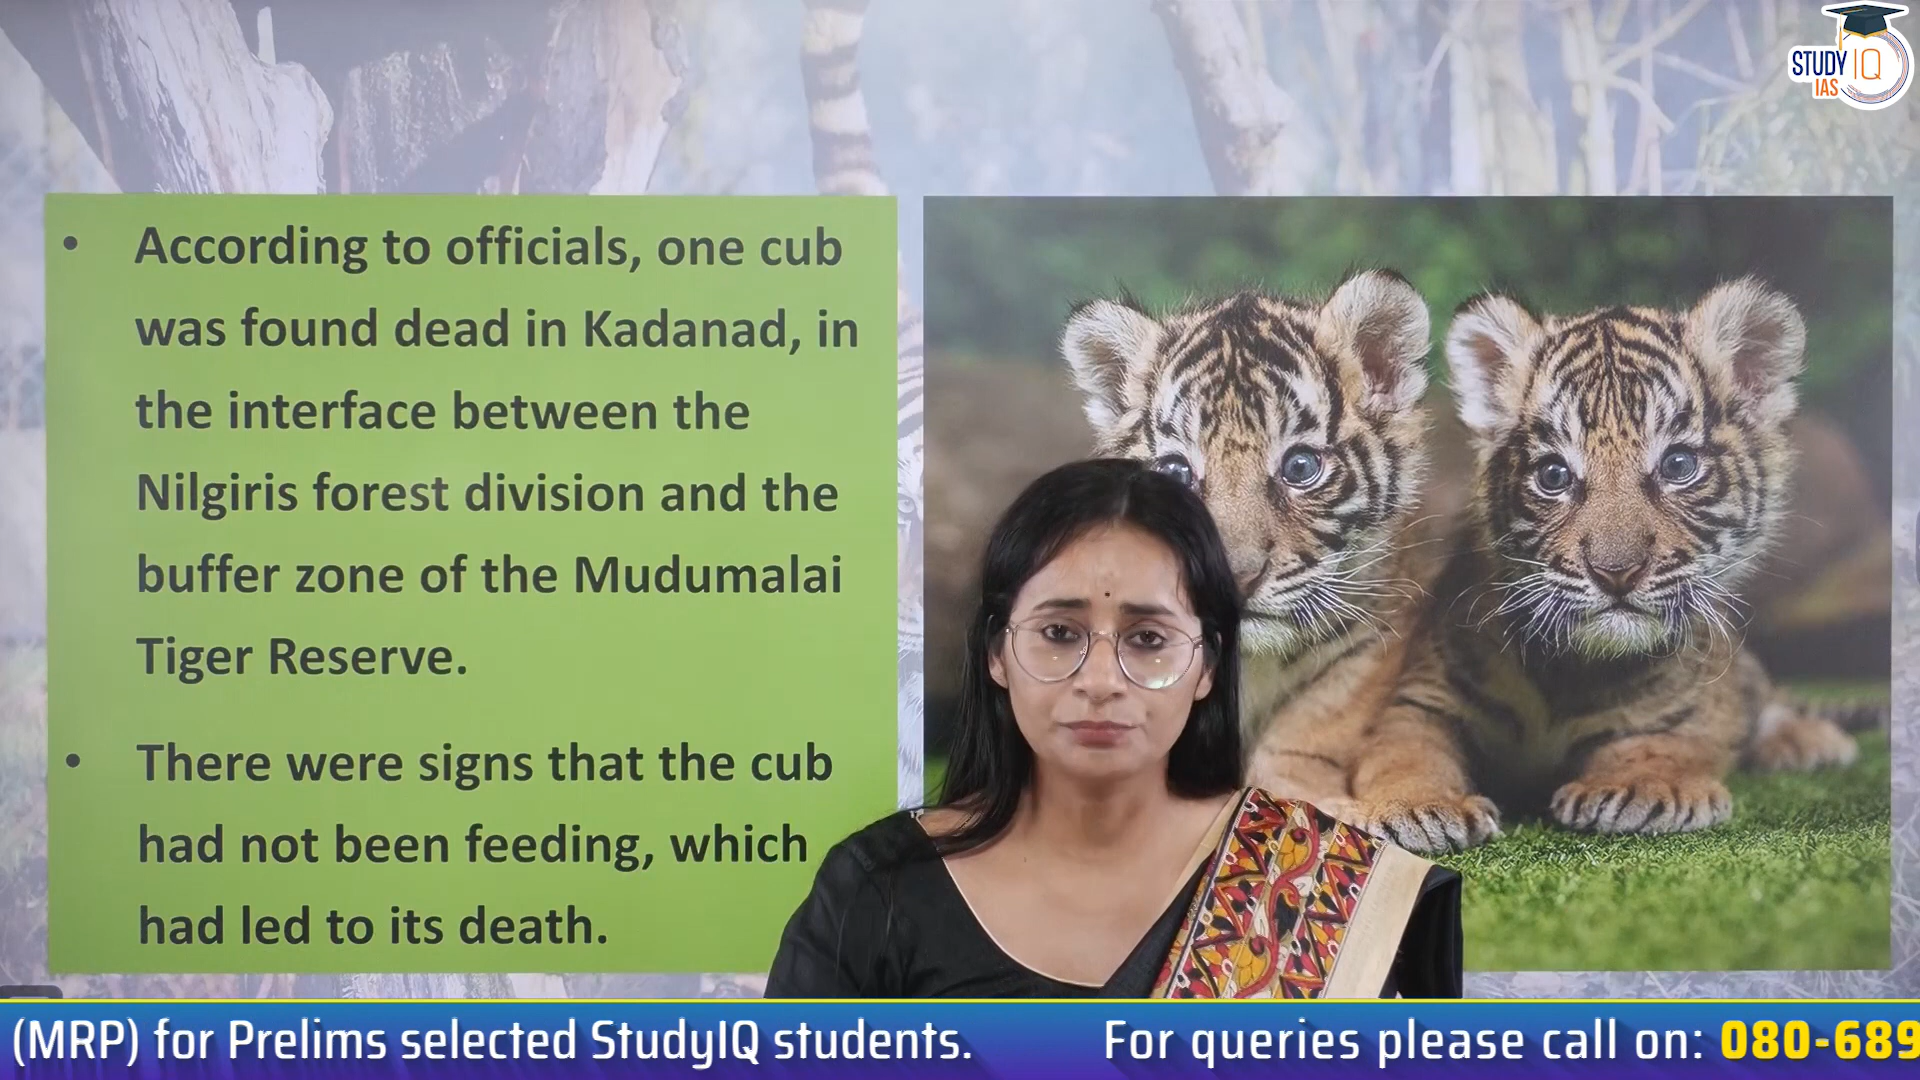 STUDY IQ
IAS
• According to officials, one cub
was found dead in Kadanad, in
the interface between the
Nilgiris forest division and the
buffer zone of the Mudumalai
Tiger Reserve.
• There were signs that the cub
had not been feeding, which
had led to its death.
(MRP) for Prelims selected StudyIQ students. For queries please call on: 080-689